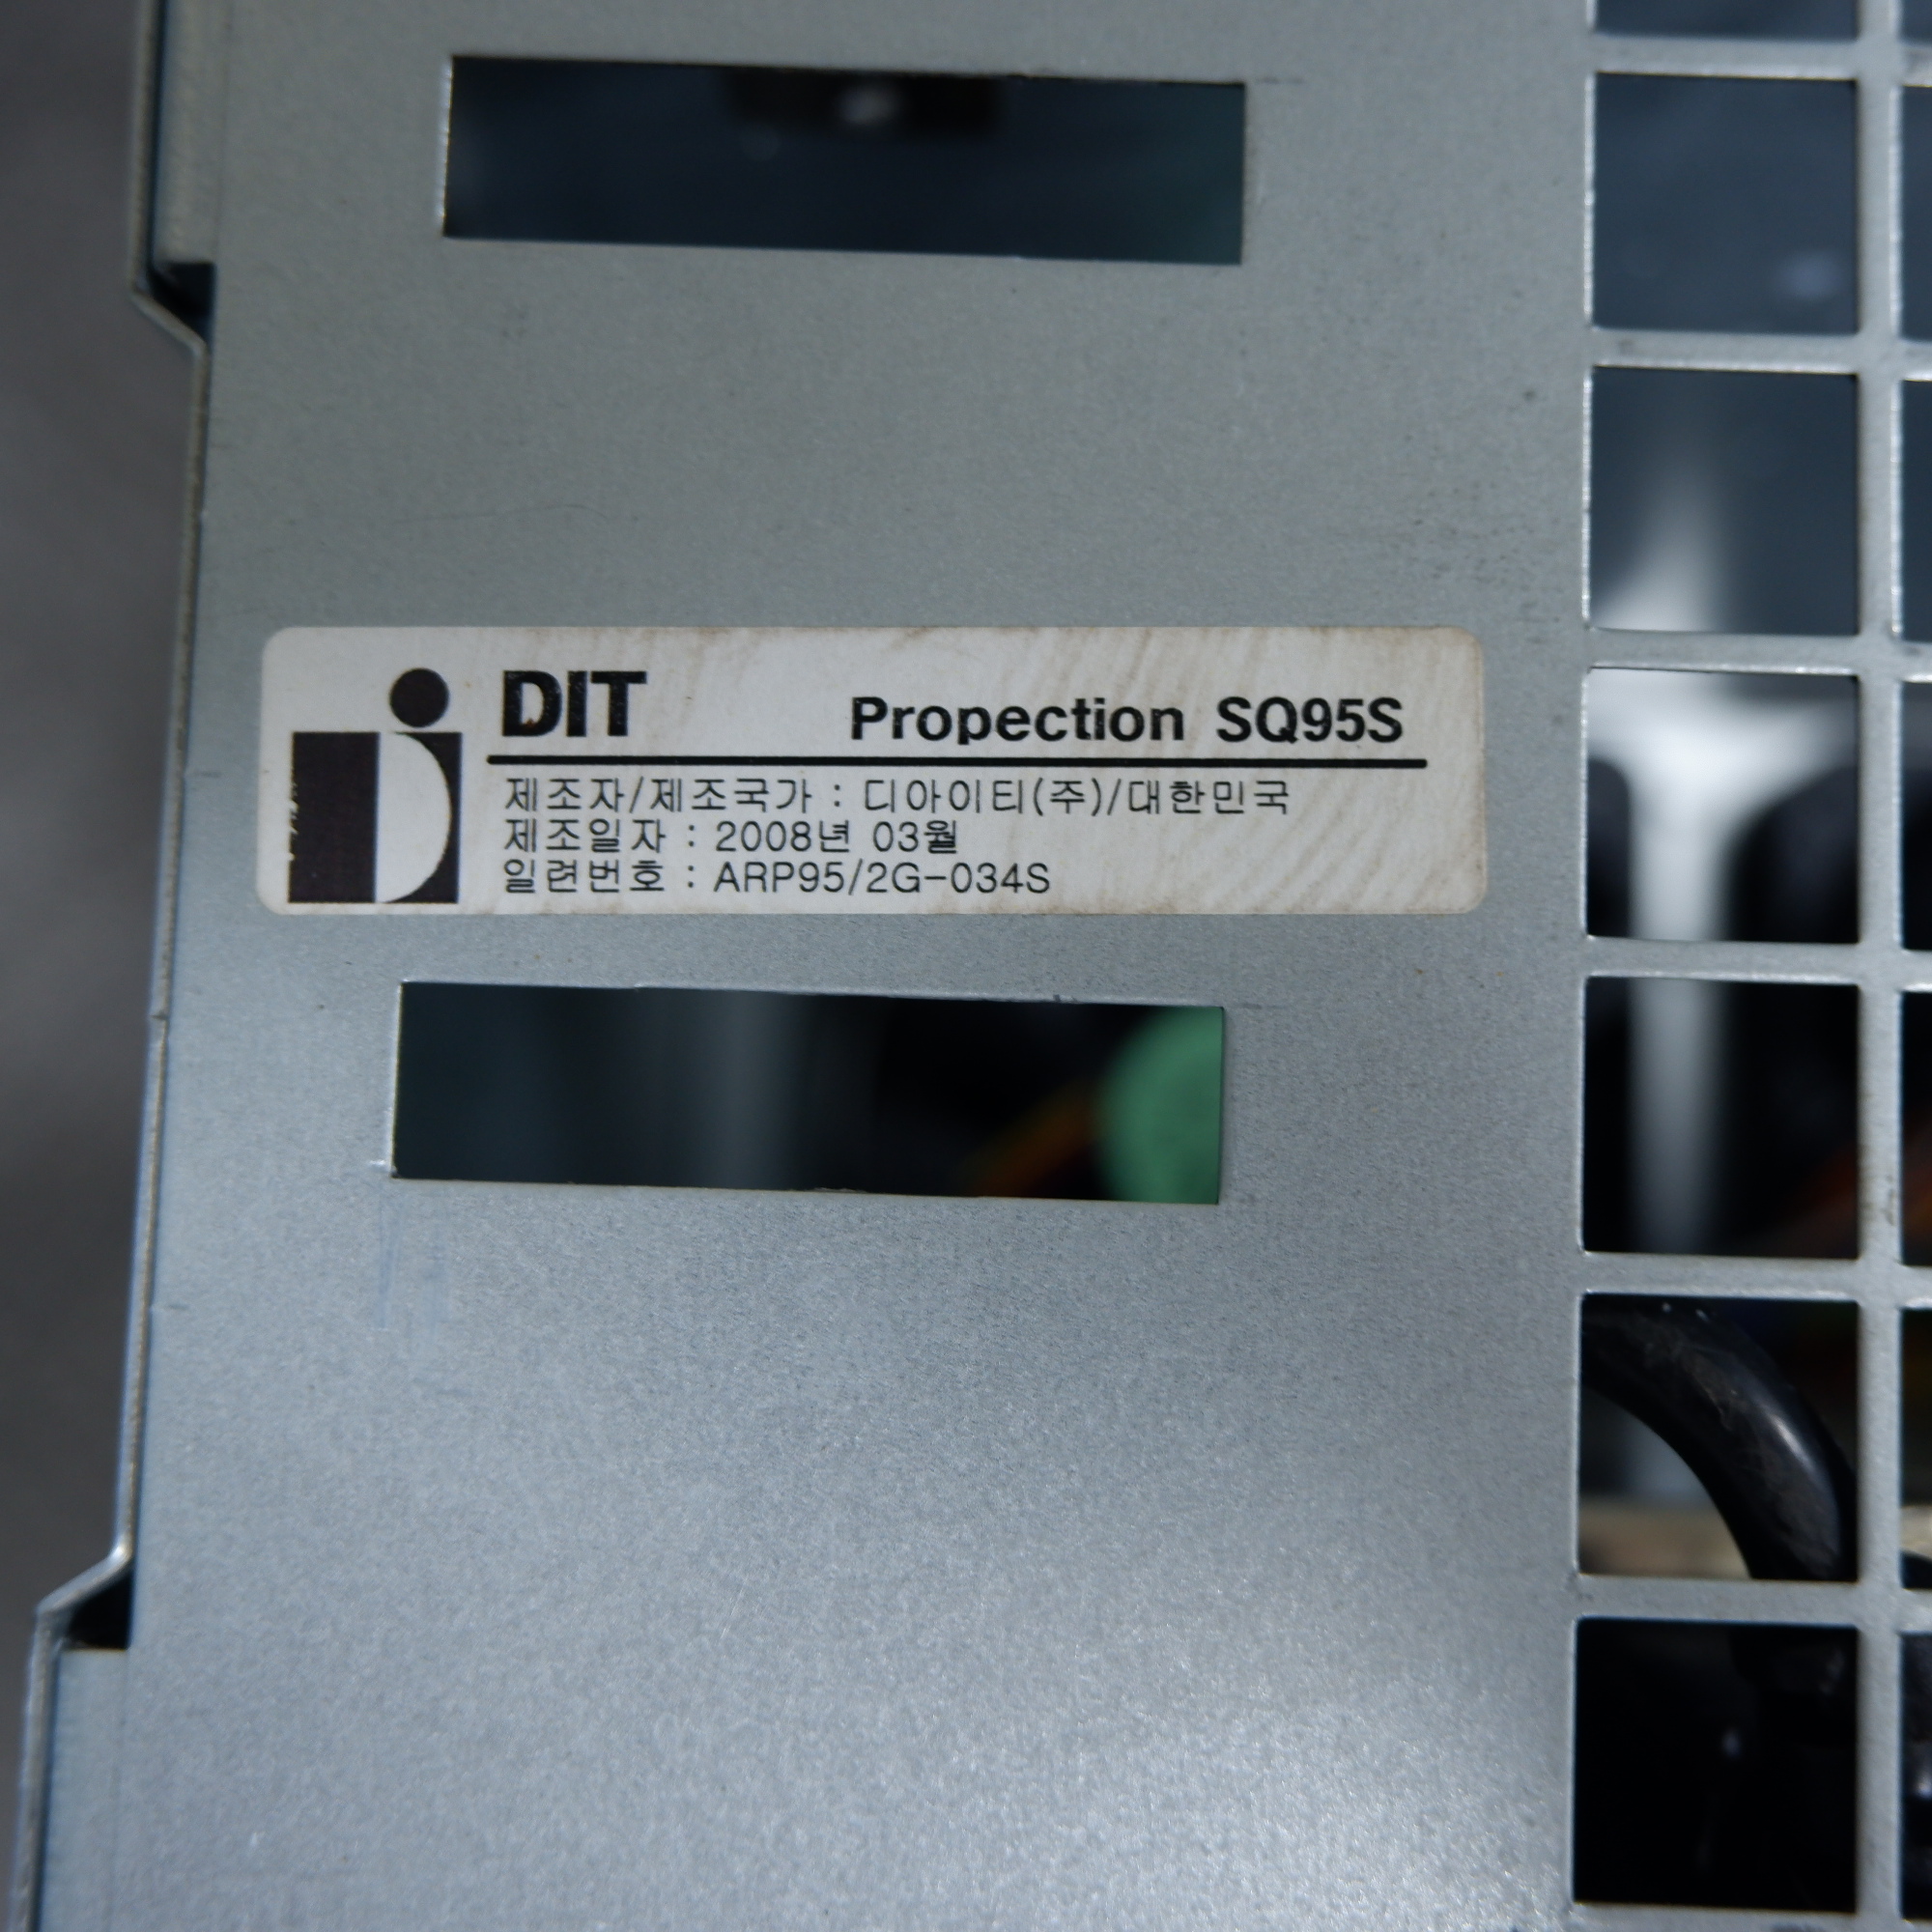 DIT Propection SQ95S
제조자/제조국가 : 디아이티(주)/대한민국
제조일자 : 2008년 03월
일련번호 : ARP95/2G-034S